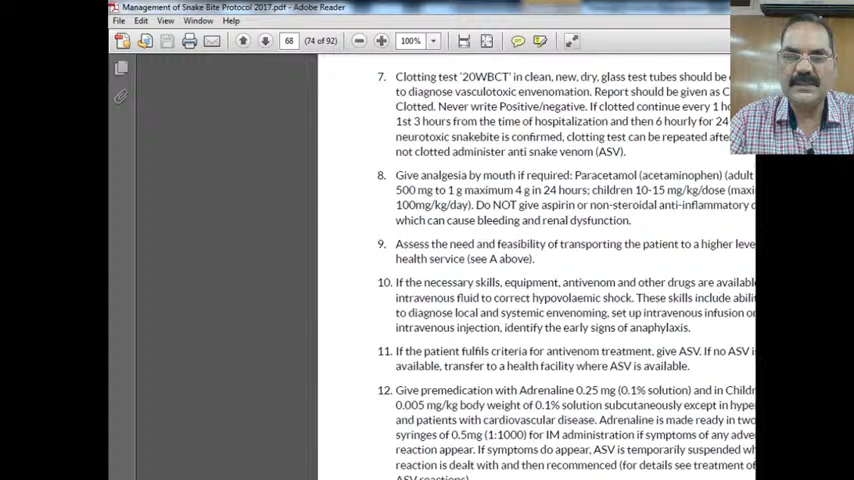 Management of Snake Bite Protocol 2017.pdf - Adobe Reader
File Edit View Window Help
68 (74 of 92) 100%
7. Clotting test '20WBCT' in clean, new, dry, glass test tubes should be
to diagnose vasculotoxic envenomation. Report should be given as C
Clotted. Never write Positive/negative. If clotted continue every 1 ho
1st 3 hours from the time of hospitalization and then 6 hourly for 24
neurotoxic snakebite is confirmed, clotting test can be repeated afte
not clotted administer anti snake venom (ASV).
8. Give analgesia by mouth if required: Paracetamol (acetaminophen) (adult
500 mg to 1 g maximum 4 g in 24 hours; children 10-15 mg/kg/dose (maxi
100mg/kg/day). Do NOT give aspirin or non-steroidal anti-inflammatory d
which can cause bleeding and renal dysfunction.
9. Assess the need and feasibility of transporting the patient to a higher leve
health service (see A above).
10. If the necessary skills, equipment, antivenom and other drugs are available
intravenous fluid to correct hypovolaemic shock. These skills include abili
to diagnose local and systemic envenoming, set up intravenous infusion or
intravenous injection, identify the early signs of anaphylaxis.
11. If the patient fulfils criteria for antivenom treatment, give ASV. If no ASV i
available, transfer to a health facility where ASV is available.
12. Give premedication with Adrenaline 0.25 mg (0.1% solution) and in Childr
0.005 mg/kg body weight of 0.1% solution subcutaneously except in hype
and patients with cardiovascular disease. Adrenaline is made ready in two
syringes of 0.5mg (1:1000) for IM administration if symptoms of any adve
reaction appear. If symptoms do appear, ASV is temporarily suspended wh
reaction is dealt with and then recommenced (for details see treatment of
ASV reactions)